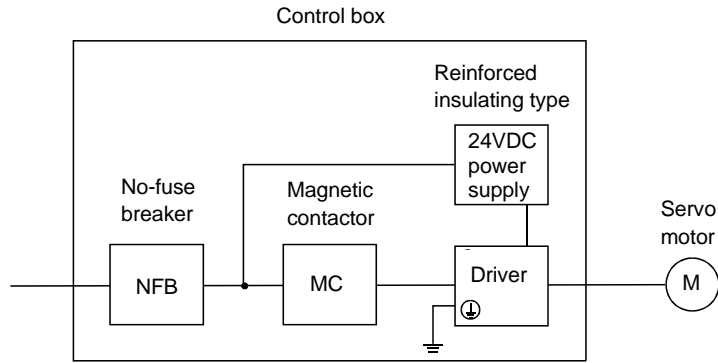 Control box
Reinforced
insulating type
24VDC
power
supply
No-fuse
breaker
Magnetic
contactor
Servo
motor
NFB
MC
Driver
M